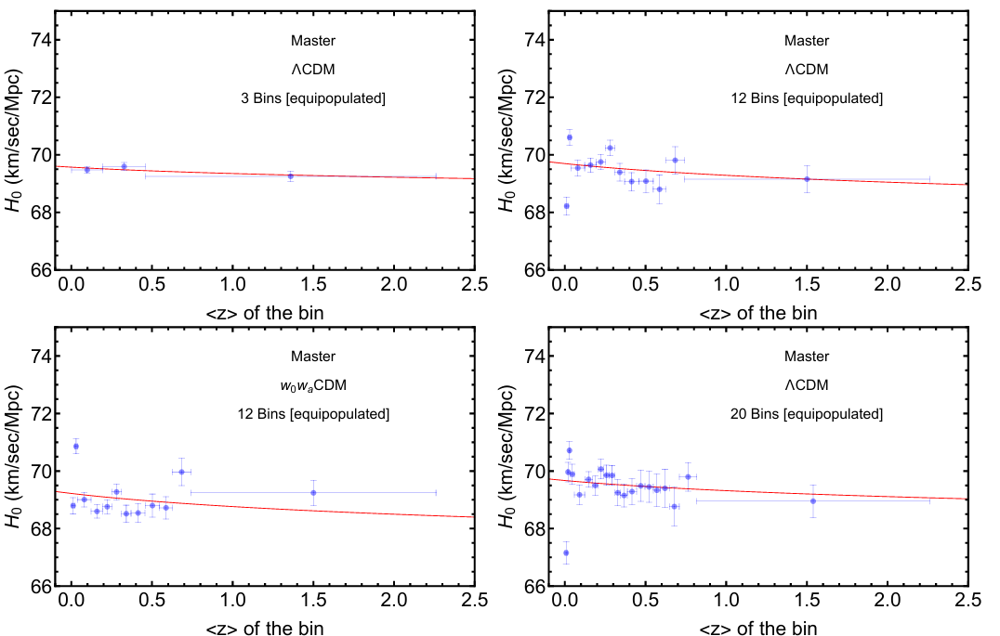 74
72
70
68
66
H0 (km/sec/Mpc)
Master
ΛCDM
3 Bins [equipopulated]
0.0 0.5 1.0 1.5 2.0 2.5
<z> of the bin
74
72
70
68
66
H0 (km/sec/Mpc)
Master
ΛCDM
12 Bins [equipopulated]
0.0 0.5 1.0 1.5 2.0 2.5
<z> of the bin
74
72
70
68
66
H0 (km/sec/Mpc)
Master
w0waCDM
12 Bins [equipopulated]
0.0 0.5 1.0 1.5 2.0 2.5
<z> of the bin
74
72
70
68
66
H0 (km/sec/Mpc)
Master
ΛCDM
20 Bins [equipopulated]
0.0 0.5 1.0 1.5 2.0 2.5
<z> of the bin